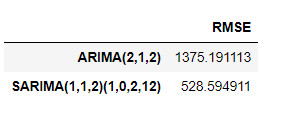 RMSE
ARIMA(2,1,2) 1375.191113
SARIMA(1,1,2)(1,0,2,12) 528.594911